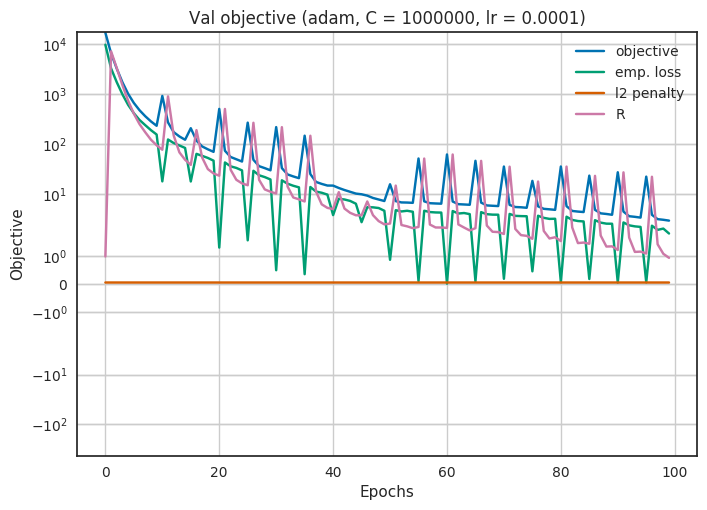 Val objective (adam, C = 1000000, lr = 0.0001)
objective
emp. loss
l2 penalty
R
10⁴
10³
10²
10¹
10⁰
0
−10⁰
−10¹
−10²
Objective
0 20 40 60 80 100
Epochs